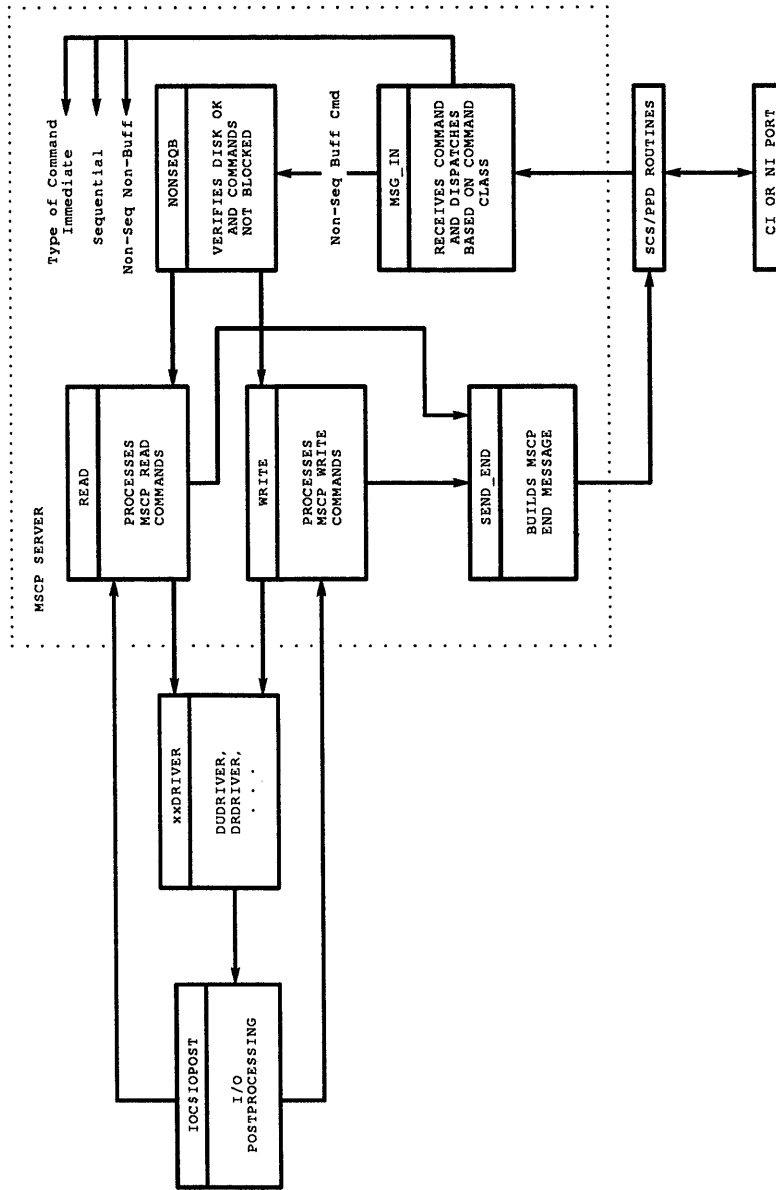 MSCP SERVER
Type of Command
Immediate
Sequential
Non-Seq Non-Buff
READ
PROCESSES
MSCP READ
COMMANDS
NONSEQB
VERIFIES DISK OK
AND COMMANDS
NOT BLOCKED
Non-Seq Buff Cmd
xxDRIVER
DUDRIVER,
DRDRIVER,
. . .
IOC$IOPOST
I/O
POSTPROCESSING
WRITE
PROCESSES
MSCP WRITE
COMMANDS
MSG_IN
RECEIVES COMMAND
AND DISPATCHES
BASED ON COMMAND
CLASS
SEND_END
BUILDS MSCP
END MESSAGE
SCS/PPD ROUTINES
CI OR NI PORT